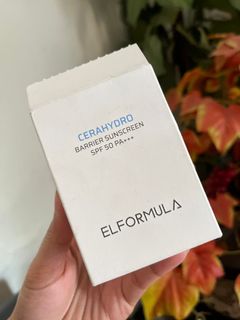 CERAHYDRO
BARRIER SUNSCREEN
SPF 50 PA+++
ELFORMULA